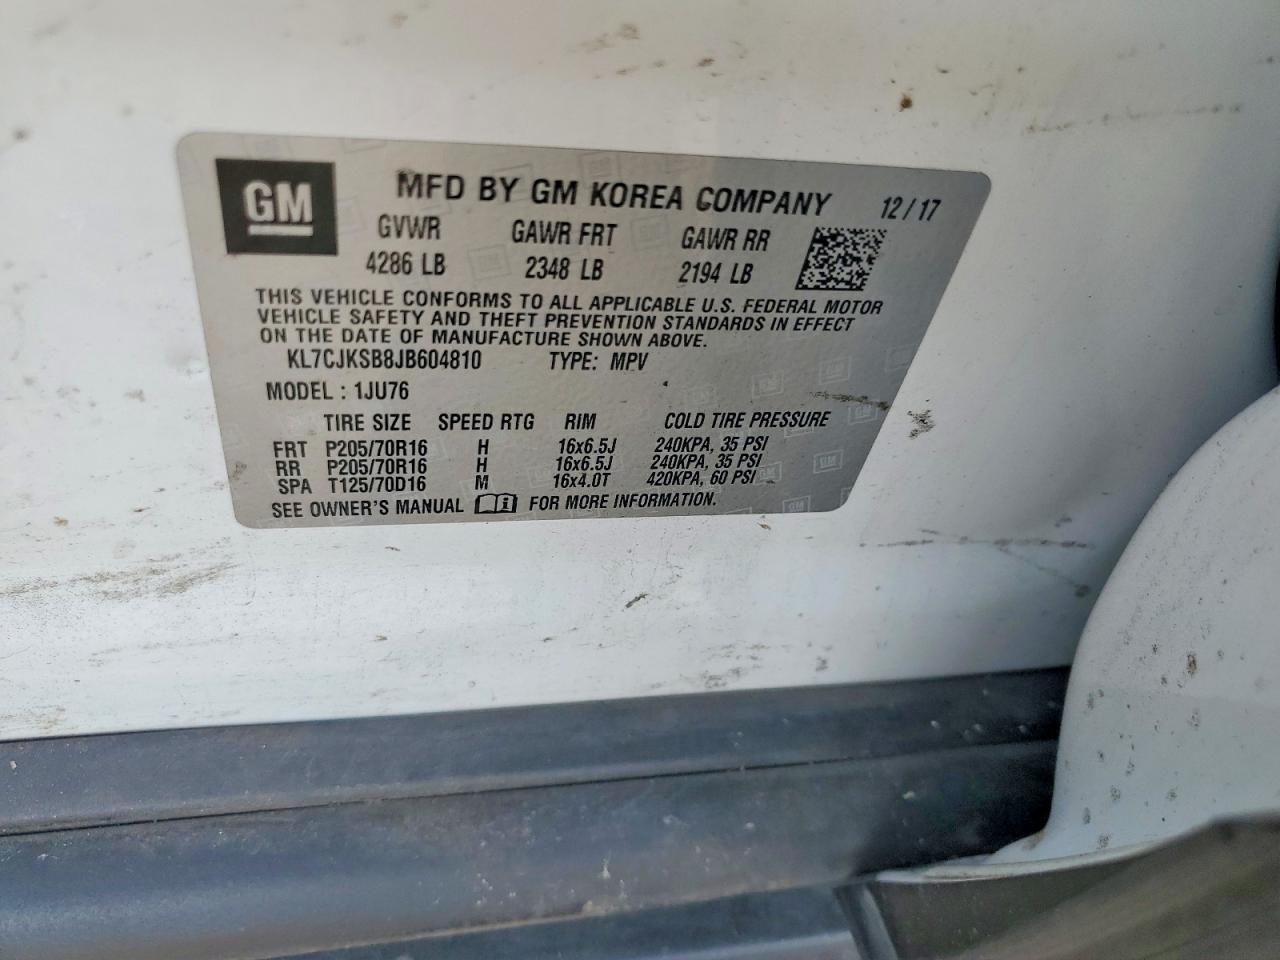 GM
MFD BY GM KOREA COMPANY 12/17
GVWR GAWR FRT GAWR RR
4286 LB 2348 LB 2194 LB
THIS VEHICLE CONFORMS TO ALL APPLICABLE U.S. FEDERAL MOTOR
VEHICLE SAFETY AND THEFT PREVENTION STANDARDS IN EFFECT
ON THE DATE OF MANUFACTURE SHOWN ABOVE.
KL7CJKSB8JB604810 TYPE: MPV
MODEL : 1JU76
TIRE SIZE SPEED RTG RIM COLD TIRE PRESSURE
FRT P205/70R16 H 16x6.5J 240KPA, 35 PSI
RR P205/70R16 H 16x6.5J 240KPA, 35 PSI
SPA T125/70D16 M 16x4.0T 420KPA, 60 PSI
SEE OWNER'S MANUAL i FOR MORE INFORMATION.